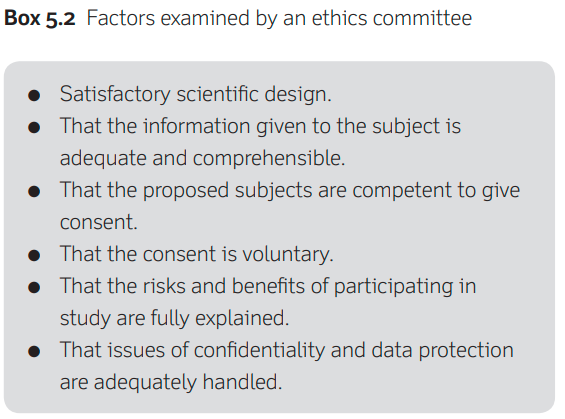 Box 5.2 Factors examined by an ethics committee
● Satisfactory scientific design.
● That the information given to the subject is
adequate and comprehensible.
● That the proposed subjects are competent to give
consent.
● That the consent is voluntary.
● That the risks and benefits of participating in
study are fully explained.
● That issues of confidentiality and data protection
are adequately handled.